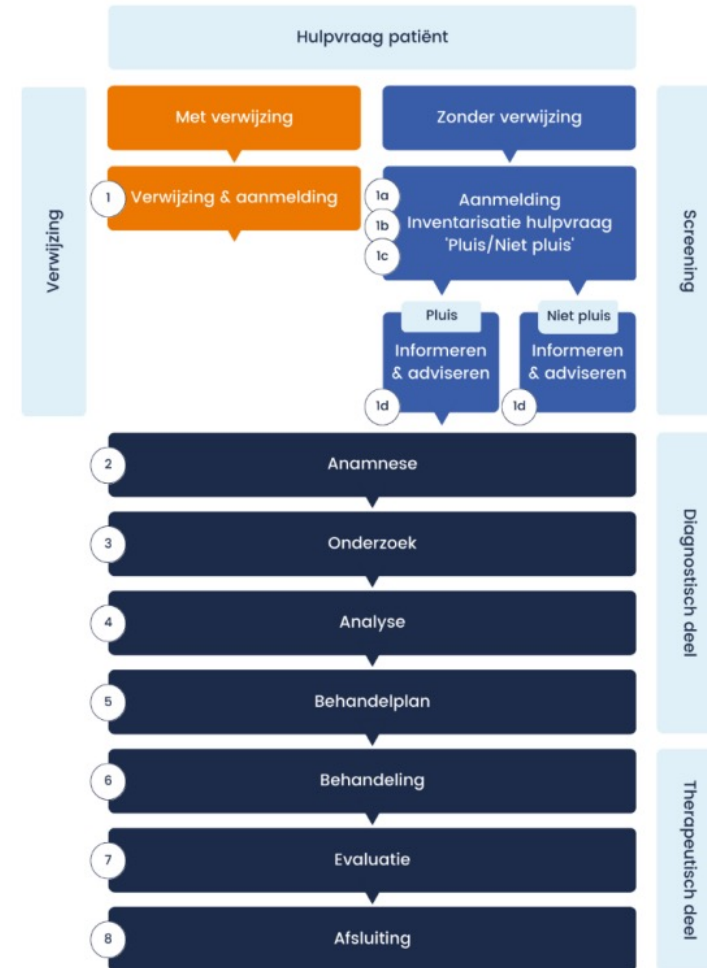 Hulpvraag patiënt
Verwijzing
Met verwijzing
Zonder verwijzing
Screening
1
Verwijzing & aanmelding
1a
1b
1c
Aanmelding
Inventarisatie hulpvraag
'Pluis/Niet pluis'
Pluis
Informeren
& adviseren
1d
Niet pluis
Informeren
& adviseren
1d
2
Anamnese
3
Onderzoek
4
Analyse
5
Behandelplan
Diagnostisch deel
6
Behandeling
7
Evaluatie
8
Afsluiting
Therapeutisch deel